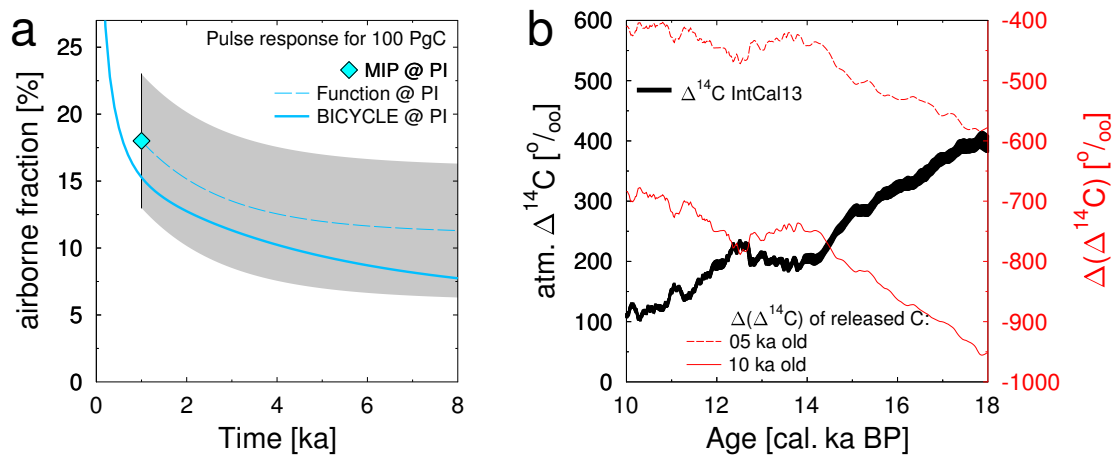 a
Pulse response for 100 PgC
MIP @ PI
Function @ PI
BICYCLE @ PI
airborne fraction [%]
25
20
15
10
5
0
0 2 4 6 8
Time [ka]
b
atm. Δ¹⁴C [°/₀₀]
600
500
400
300
200
100
0
Δ¹⁴C IntCal13
Δ(Δ¹⁴C) of released C:
05 ka old
10 ka old
10 12 14 16 18
Age [cal. ka BP]
-400
-500
-600
-700
-800
-900
-1000
Δ(Δ¹⁴C) [°/₀₀]